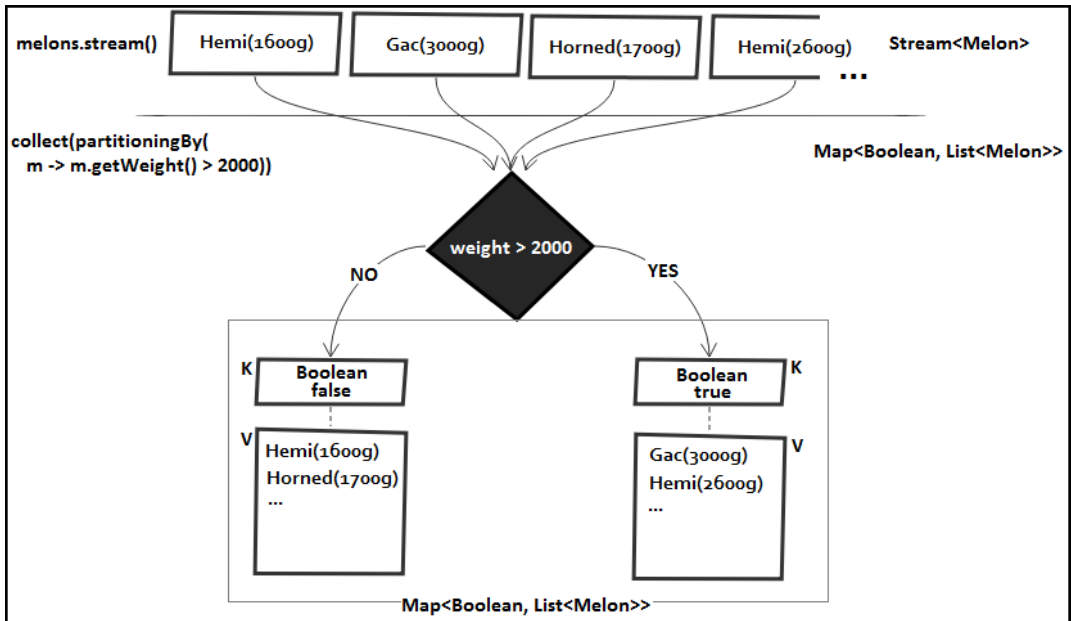 melons.stream()
Hemi(1600g)
Gac(3000g)
Horned(1700g)
Hemi(2600g)
...
Stream<Melon>
collect(partitioningBy(
m -> m.getWeight() > 2000))
Map<Boolean, List<Melon>>
weight > 2000
NO
YES
K
Boolean
false
Boolean
true
K
V
Hemi(1600g)
Horned(1700g)
...
Gac(3000g)
Hemi(2600g)
...
V
Map<Boolean, List<Melon>>